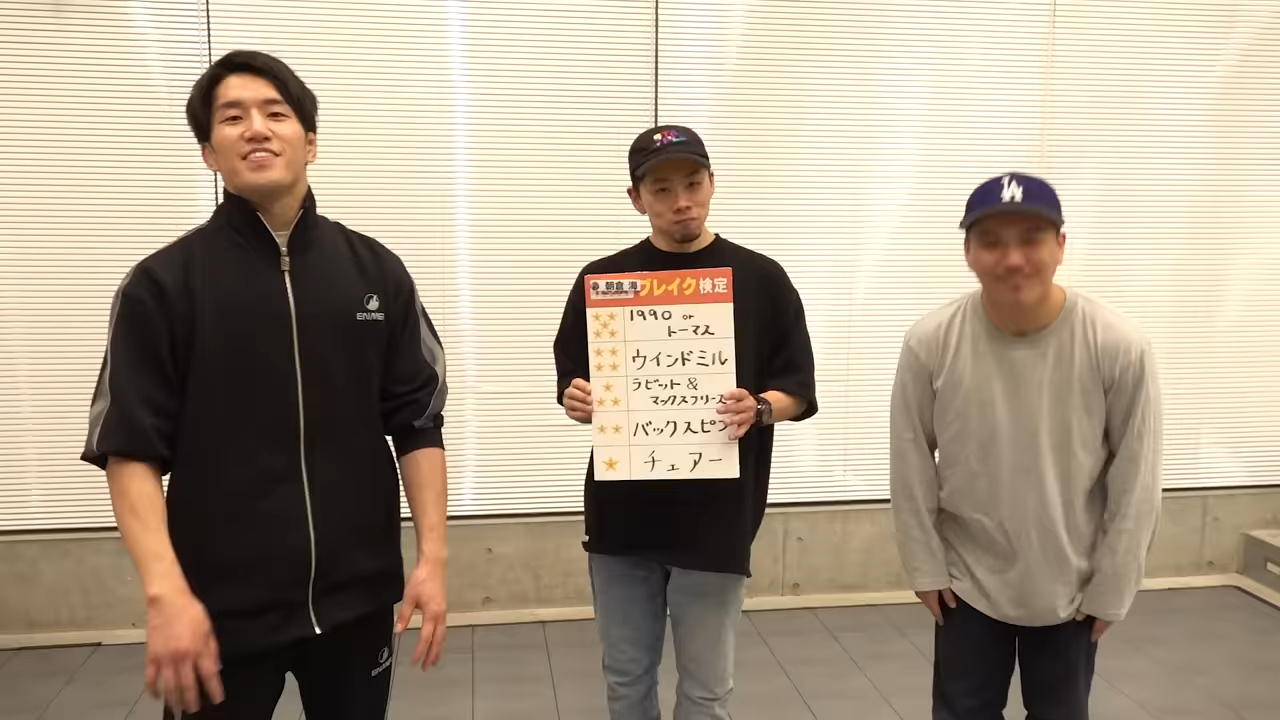 朝倉 海
ブレイク検定
1990 or
トーマス
ウインドミル
ラビット &
マックスフリーズ
バックスピン
チェアー
ENMEI
LA